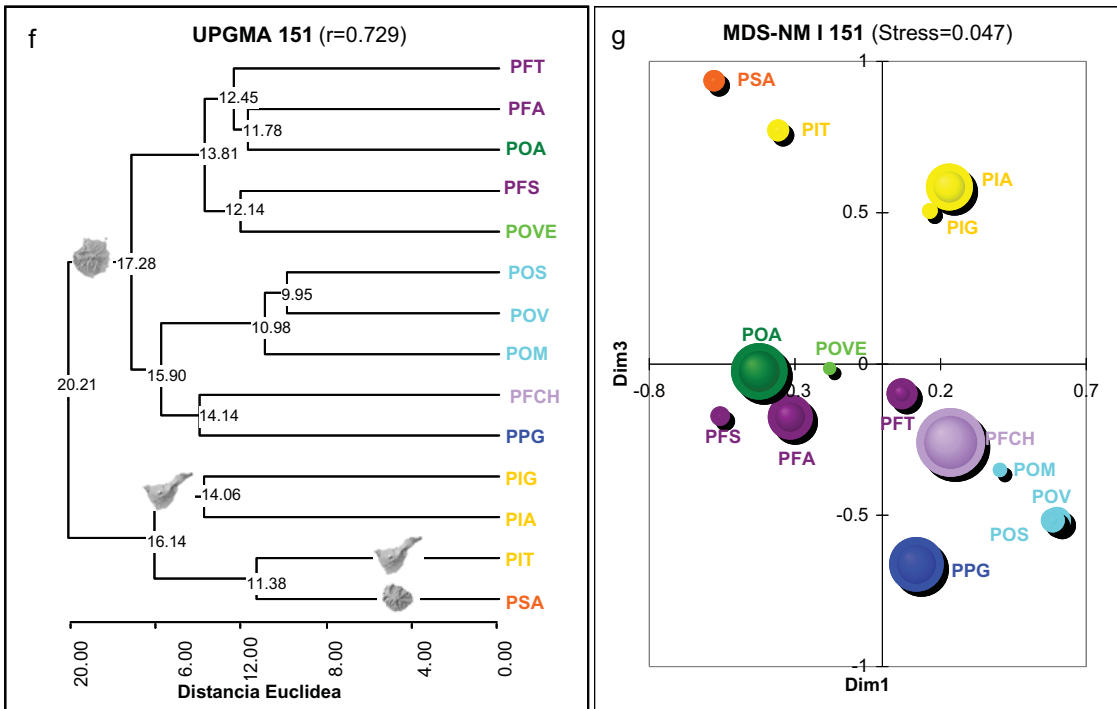 f
UPGMA 151 (r=0.729)
PFT
12.45
PFA
11.78
POA
13.81
PFS
12.14
POVE
17.28
POS
9.95
POV
10.98
POM
15.90
20.21
PFCH
14.14
PPG
PIG
14.06
PIA
16.14
PIT
11.38
PSA
20.00
16.00
12.00
8.00
4.00
0.00
Distancia Euclidea
g
MDS-NM I 151 (Stress=0.047)
1
PSA
PIT
PIA
0.5
PIG
POA
POVE
0
Dim3
-0.8
-0.3
0.2
0.7
PFS
PFA
PFT
PFCH
POM
POV
-0.5
POS
PPG
-1
Dim1